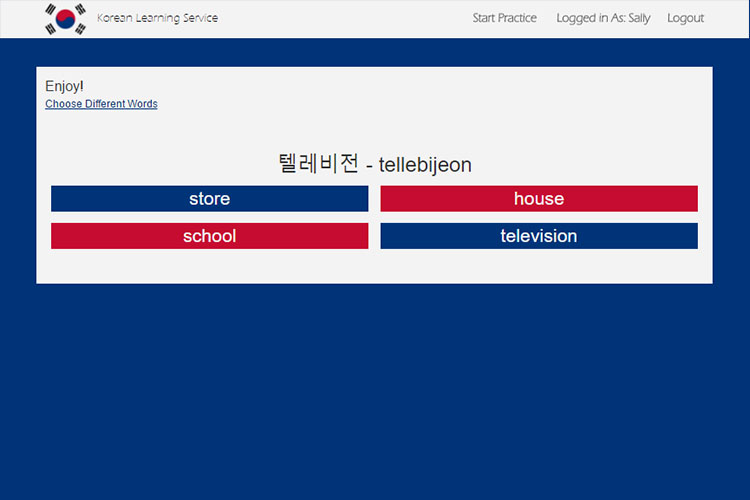 Korean Learning Service
Start Practice Logged in As: Sally Logout
Enjoy!
Choose Different Words
텔레비전 - tellebijeon
store
house
school
television